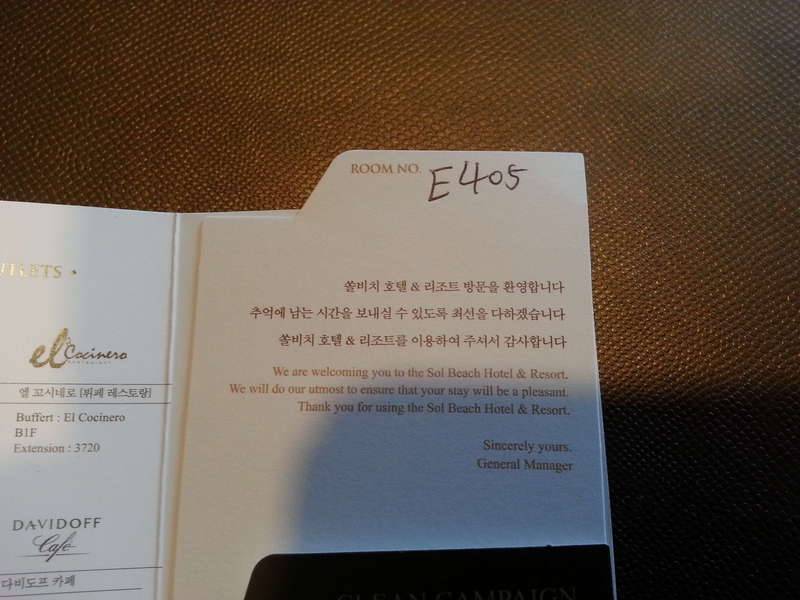 ROOM NO. E405
쏠비치 호텔 & 리조트 방문을 환영합니다
추억에 남는 시간을 보내실 수 있도록 최선을 다하겠습니다
쏠비치 호텔 & 리조트를 이용하여 주셔서 감사합니다
We are welcoming you to the Sol Beach Hotel & Resort.
We will do our utmost to ensure that your stay will be a pleasant.
Thank you for using the Sol Beach Hotel & Resort.
Sincerely yours.
General Manager
CLEAN CAMPAIGN
el Cocinero
엘 꼬시네로 [뷔페 레스토랑]
Buffert : El Cocinero
B1F
Extension : 3720
DAVIDOFF
Café
다비도프 카페